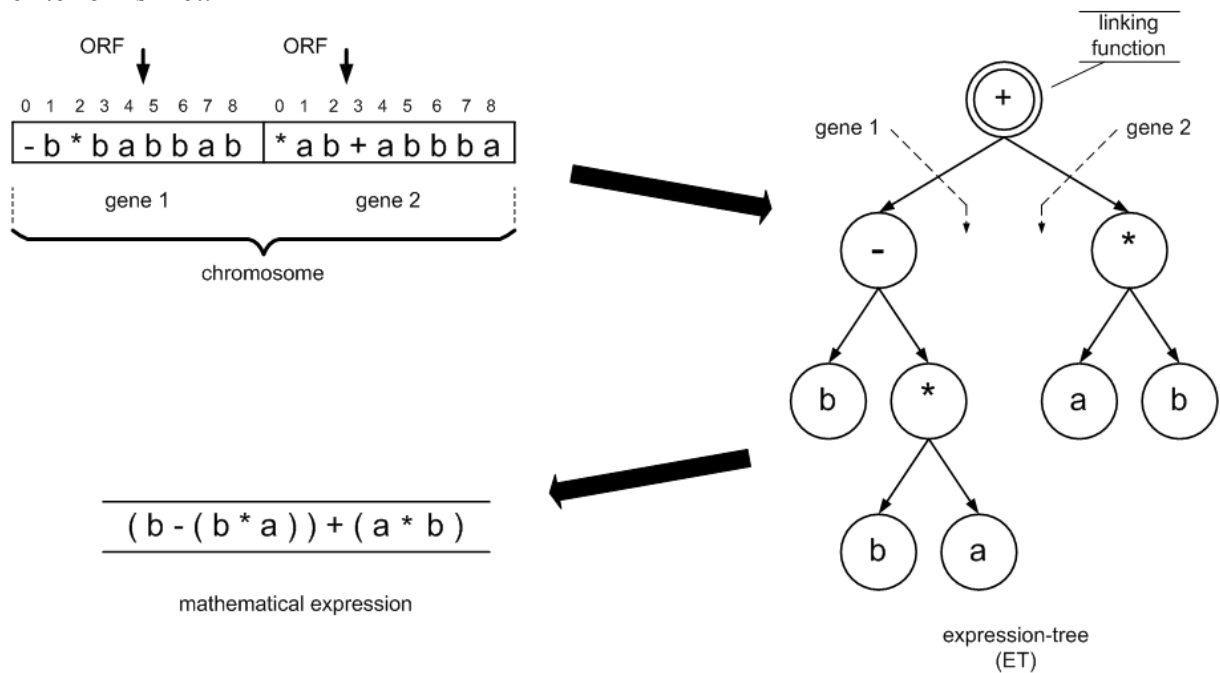 ORF ORF
0 1 2 3 4 5 6 7 8 0 1 2 3 4 5 6 7 8
- b * b a b b a b * a b + a b b b a
gene 1 gene 2
chromosome
linking
function
+
gene 1 gene 2
- *
b * a b
b a
expression-tree
(ET)
( b - ( b * a ) ) + ( a * b )
mathematical expression